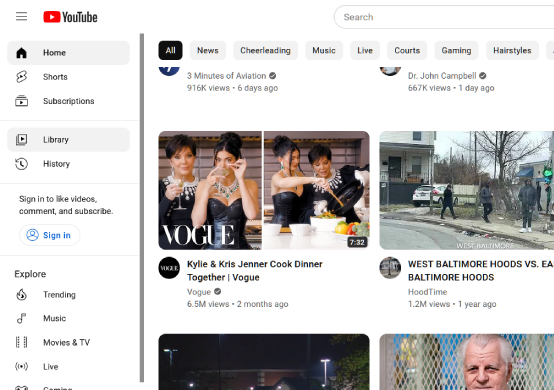 YouTube
Search
Home
Shorts
Subscriptions
Library
History
Sign in to like videos,
comment, and subscribe.
Sign in
Explore
Trending
Music
Movies & TV
Live
Gaming
All
News
Cheerleading
Music
Live
Courts
Gaming
Hairstyles
3 Minutes of Aviation
916K views • 6 days ago
Dr. John Campbell
667K views • 1 day ago
VOGUE
7:32
VOGUE
Kylie & Kris Jenner Cook Dinner
Together | Vogue
Vogue
6.5M views • 2 months ago
WEST BALTIMORE
WEST BALTIMORE HOODS VS. EA
BALTIMORE HOODS
HoodTime
1.2M views • 1 year ago